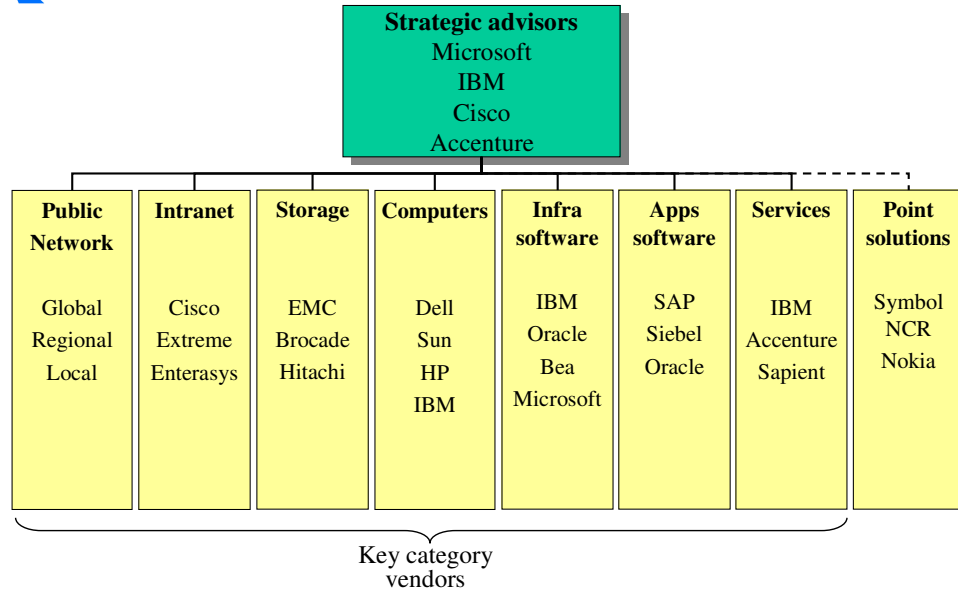 Strategic advisors
Microsoft
IBM
Cisco
Accenture
Public
Network
Global
Regional
Local
Intranet
Cisco
Extreme
Enterasys
Storage
EMC
Brocade
Hitachi
Computers
Dell
Sun
HP
IBM
Infra
software
IBM
Oracle
Bea
Microsoft
Apps
software
SAP
Siebel
Oracle
Services
IBM
Accenture
Sapient
Point
solutions
Symbol
NCR
Nokia
Key category
vendors